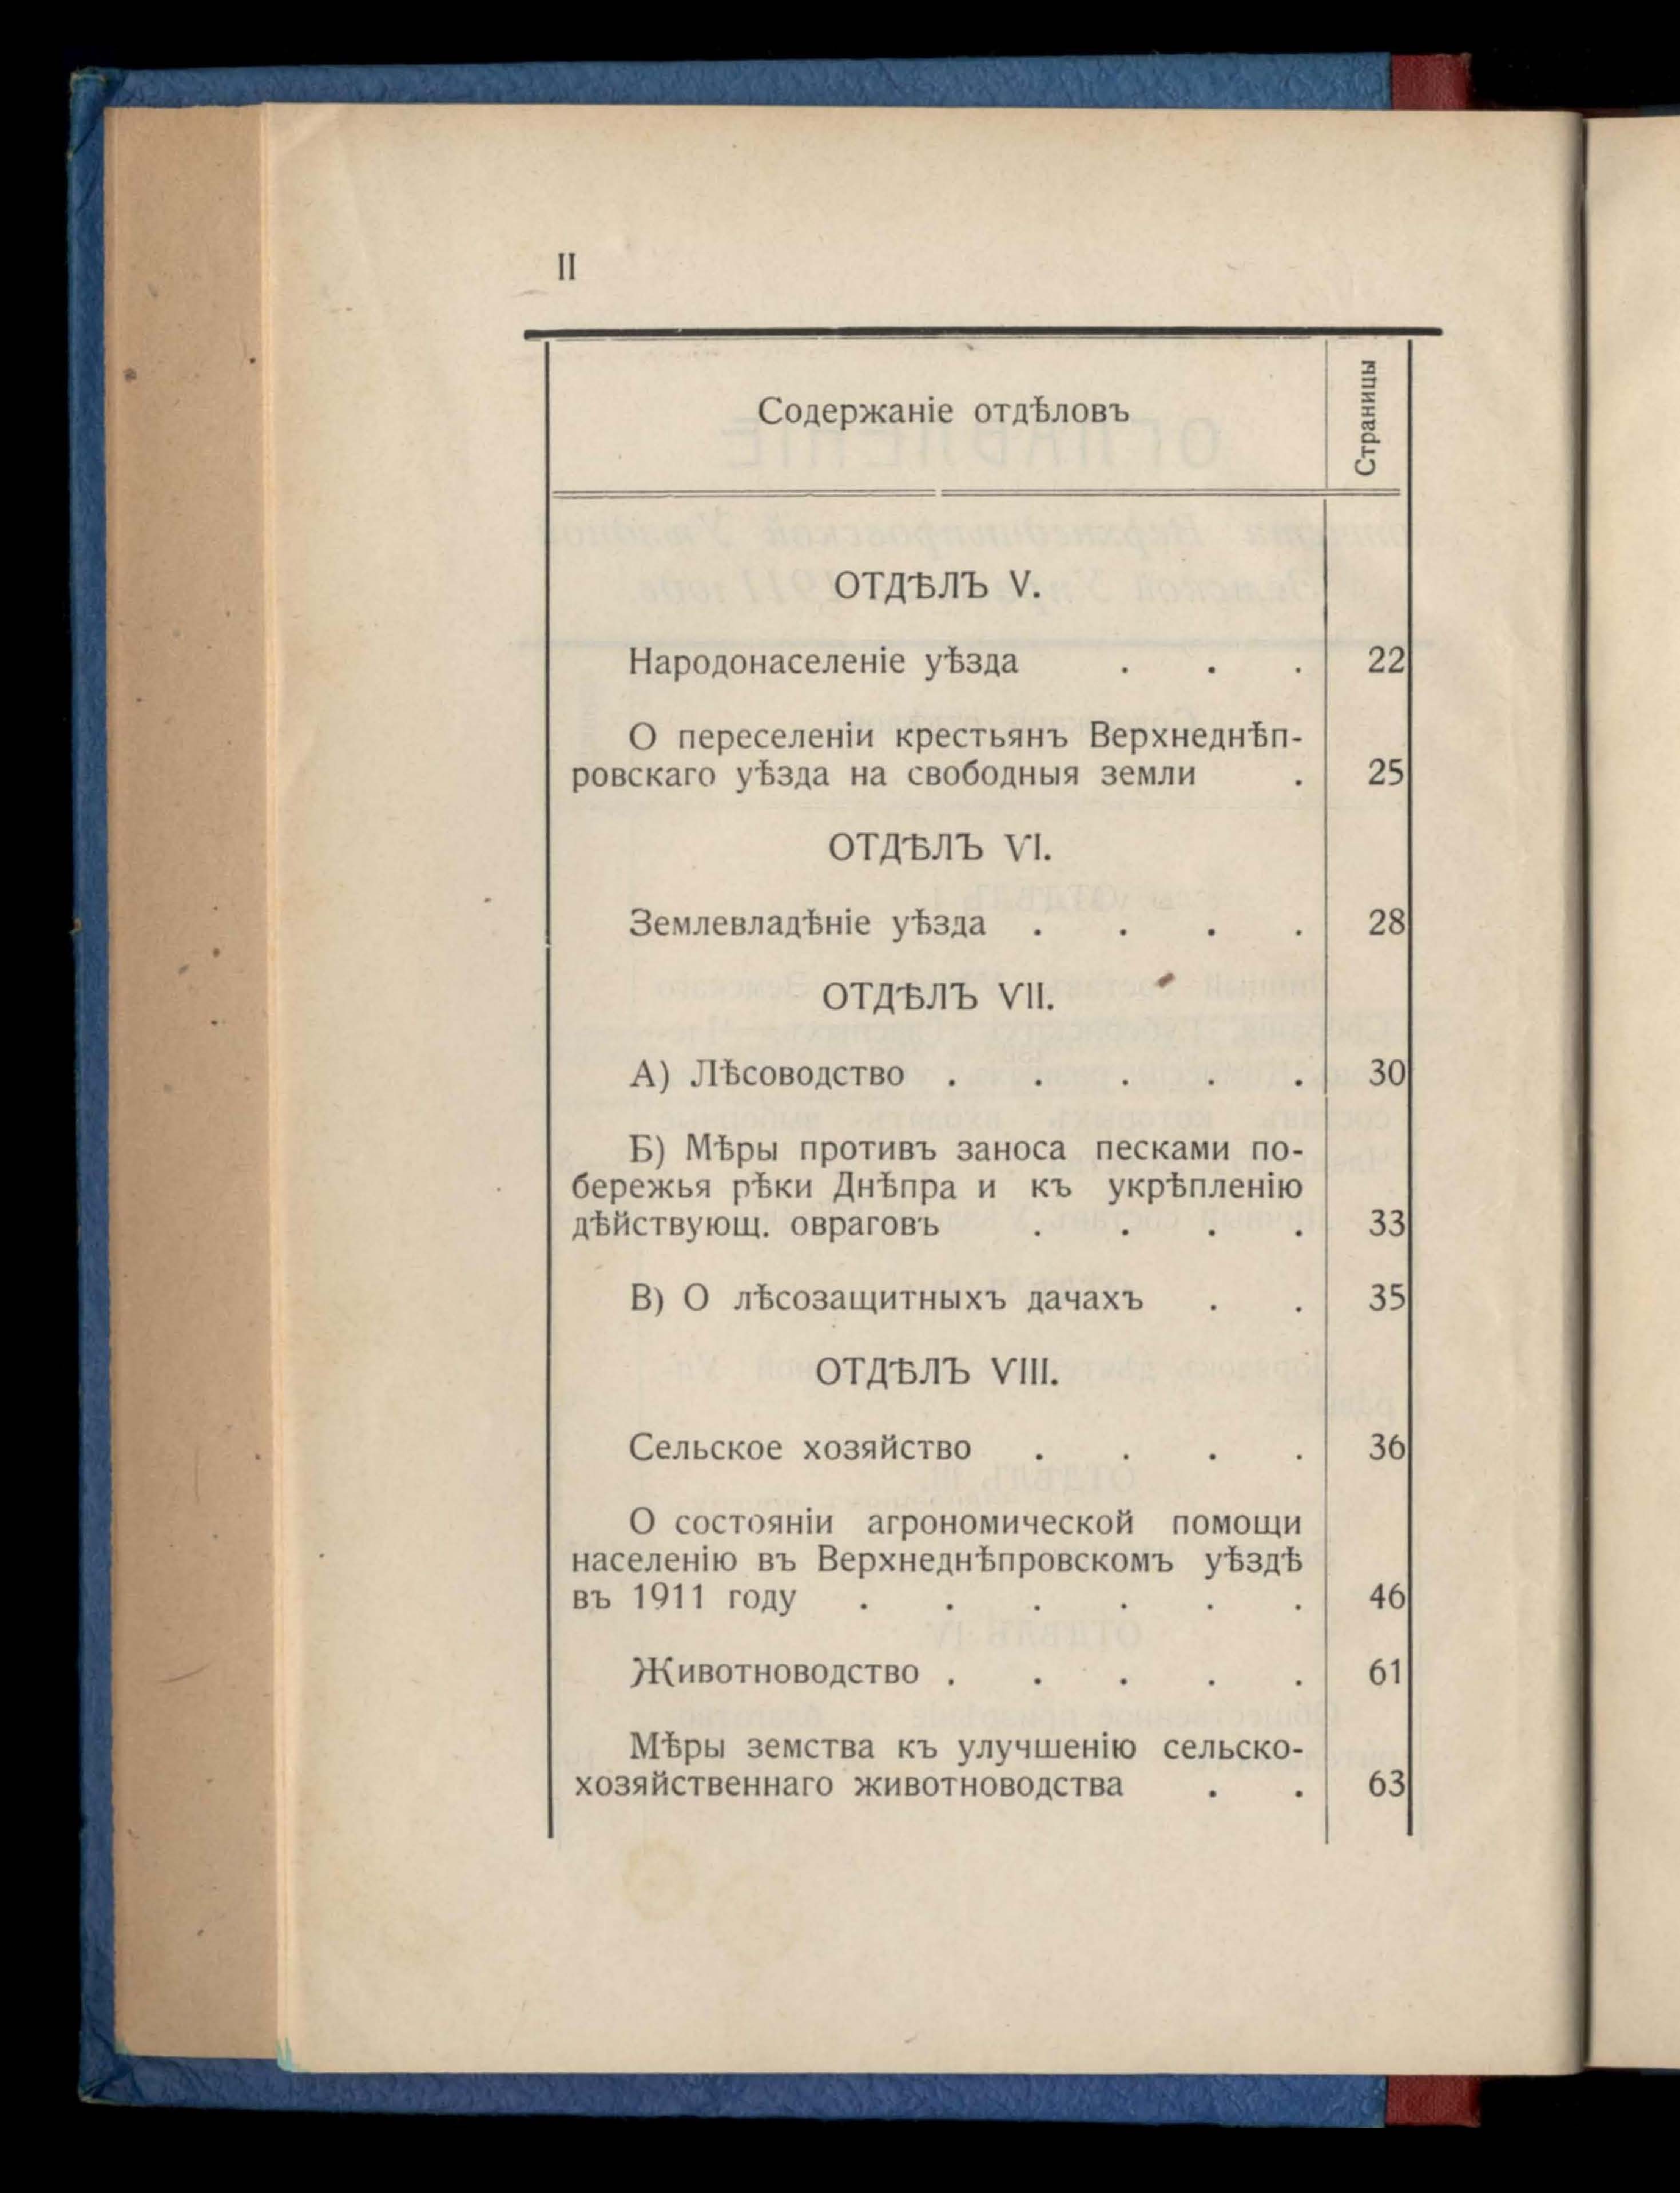 II
Содержаніе отдѣловъ
Страницы
ОТДѢЛЪ V.
Народонаселеніе уѣзда . . . 22
О переселеніи крестьянъ Верхнеднѣп-
ровскаго уѣзда на свободныя земли . 25
ОТДѢЛЪ VI.
Землевладѣніе уѣзда . . . . 28
ОТДѢЛЪ VII.
А) Лѣсоводство . . . . . 30
Б) Мѣры противъ заноса песками по-
бережья рѣки Днѣпра и къ укрѣпленію
дѣйствующ. овраговъ . . . . 33
В) О лѣсозащитныхъ дачахъ . . 35
ОТДѢЛЪ VIII.
Сельское хозяйство . . . . 36
О состояніи агрономической помощи
населенію въ Верхнеднѣпровскомъ уѣздѣ
въ 1911 году . . . . . . 46
Животноводство . . . . . 61
Мѣры земства къ улучшенію сельско-
хозяйственнаго животноводства . . 63